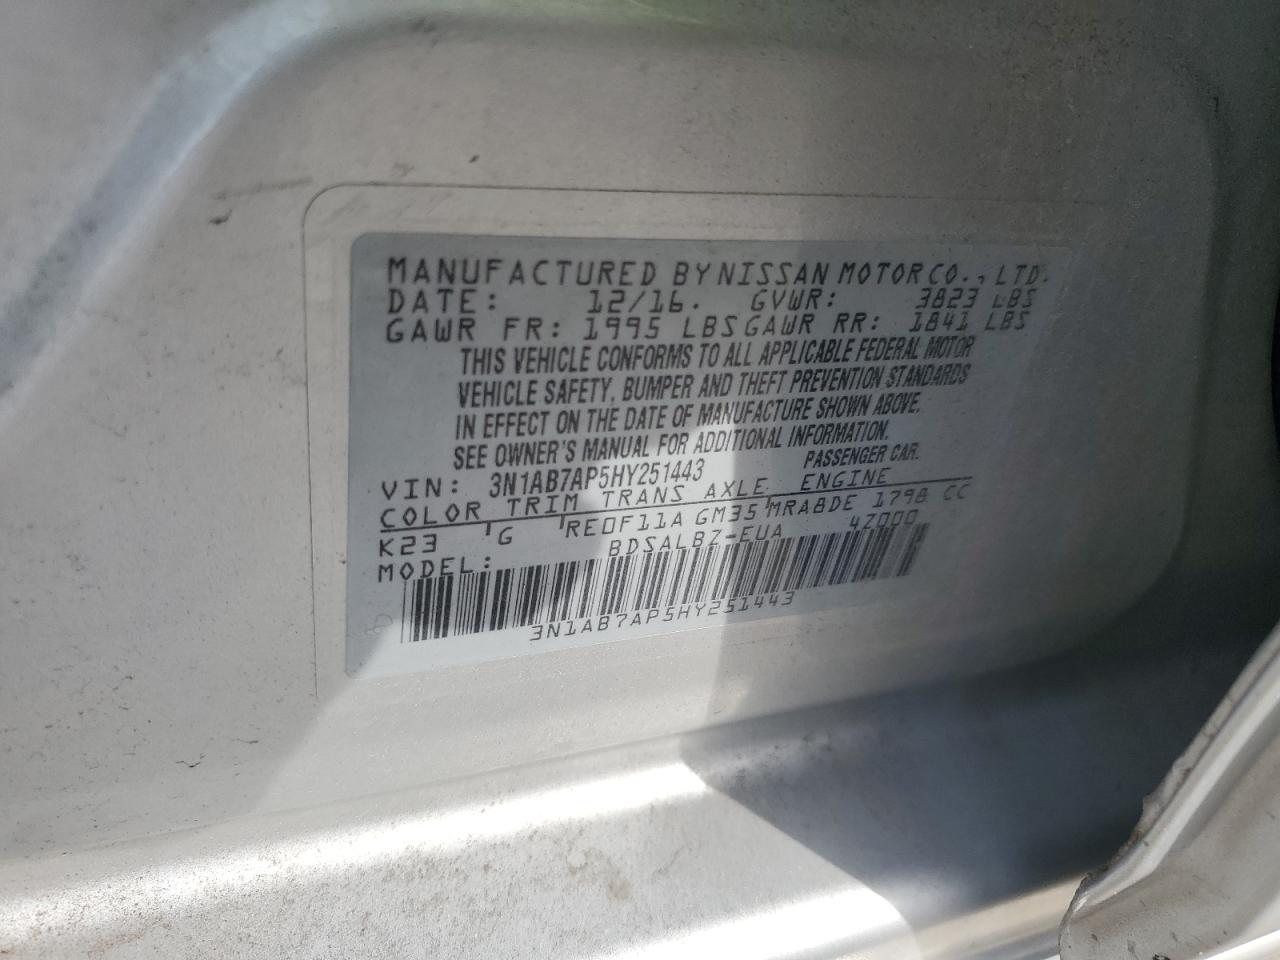 MANUFACTURED BY NISSAN MOTOR CO., LTD.
DATE: 12/16. GVWR: 3823 LBS
GAWR FR: 1995 LBS GAWR RR: 1841 LBS
THIS VEHICLE CONFORMS TO ALL APPLICABLE FEDERAL MOTOR
VEHICLE SAFETY, BUMPER AND THEFT PREVENTION STANDARDS
IN EFFECT ON THE DATE OF MANUFACTURE SHOWN ABOVE.
SEE OWNER'S MANUAL FOR ADDITIONAL INFORMATION.
VIN: 3N1AB7AP5HY251443 PASSENGER CAR.
COLOR TRIM TRANS AXLE ENGINE
K23 G RE0F11A GM35 MRA8DE 1798 CC
MODEL: BDSALBZ-EUA 4Z000
3N1AB7AP5HY251443